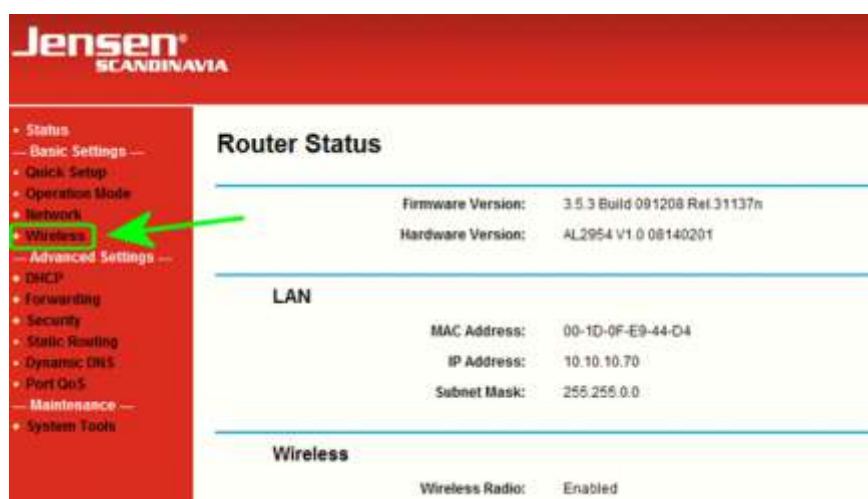 Jensen
SCANDINAVIA
Status
— Basic Settings —
Quick Setup
Operation Mode
Network
Wireless
— Advanced Settings —
DHCP
Forwarding
Security
Static Routing
Dynamic DNS
Port QoS
— Maintenance —
System Tools
Router Status
Firmware Version: 3.5.3 Build 091208 Rel.31137n
Hardware Version: AL2954 V1.0 08140201
LAN
MAC Address: 00-1D-0F-E9-44-D4
IP Address: 10.10.10.70
Subnet Mask: 255.255.0.0
Wireless
Wireless Radio: Enabled